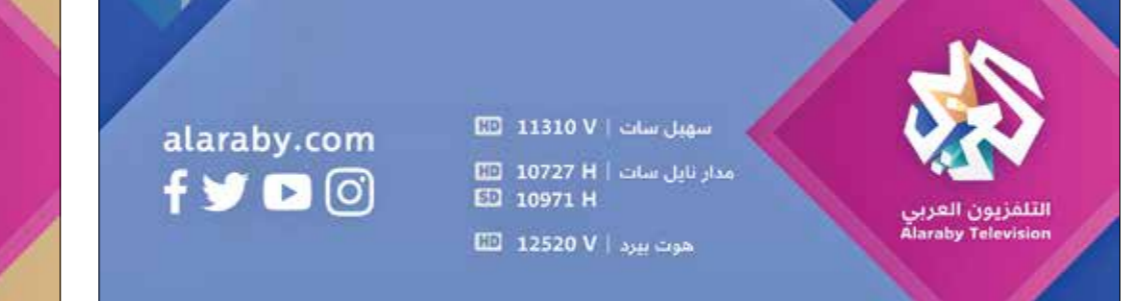 alaraby.com
سهيل سات | 11310 V HD
مدار نايل سات | 10727 H HD
10971 H SD
هوت بيرد | 12520 V HD
العربي
التلفزيون العربي
Alaraby Television